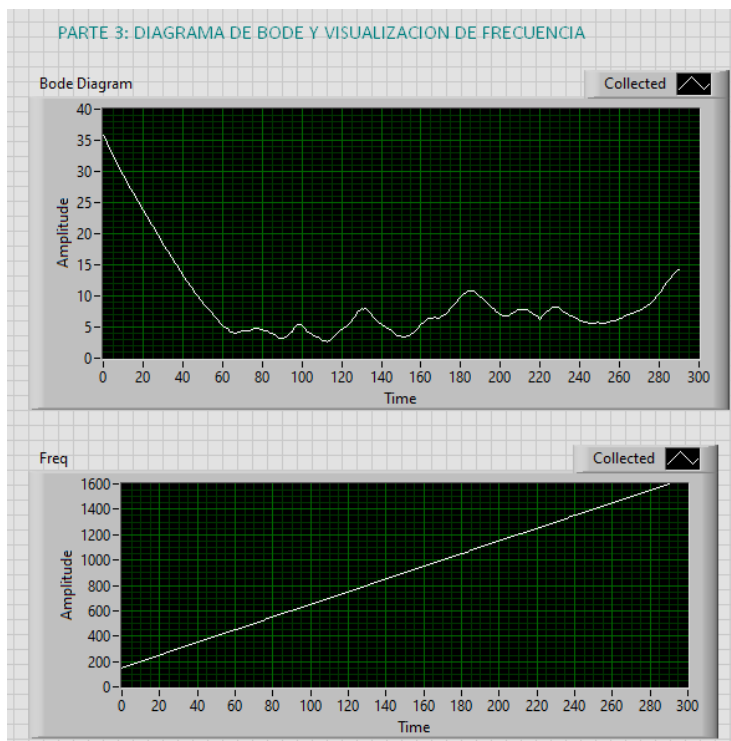 PARTE 3: DIAGRAMA DE BODE Y VISUALIZACION DE FRECUENCIA
Bode Diagram
Collected
40
35
30
25
20
15
10
5
0
Amplitude
0 20 40 60 80 100 120 140 160 180 200 220 240 260 280 300
Time
Freq
Collected
1600
1400
1200
1000
800
600
400
200
0
Amplitude
0 20 40 60 80 100 120 140 160 180 200 220 240 260 280 300
Time